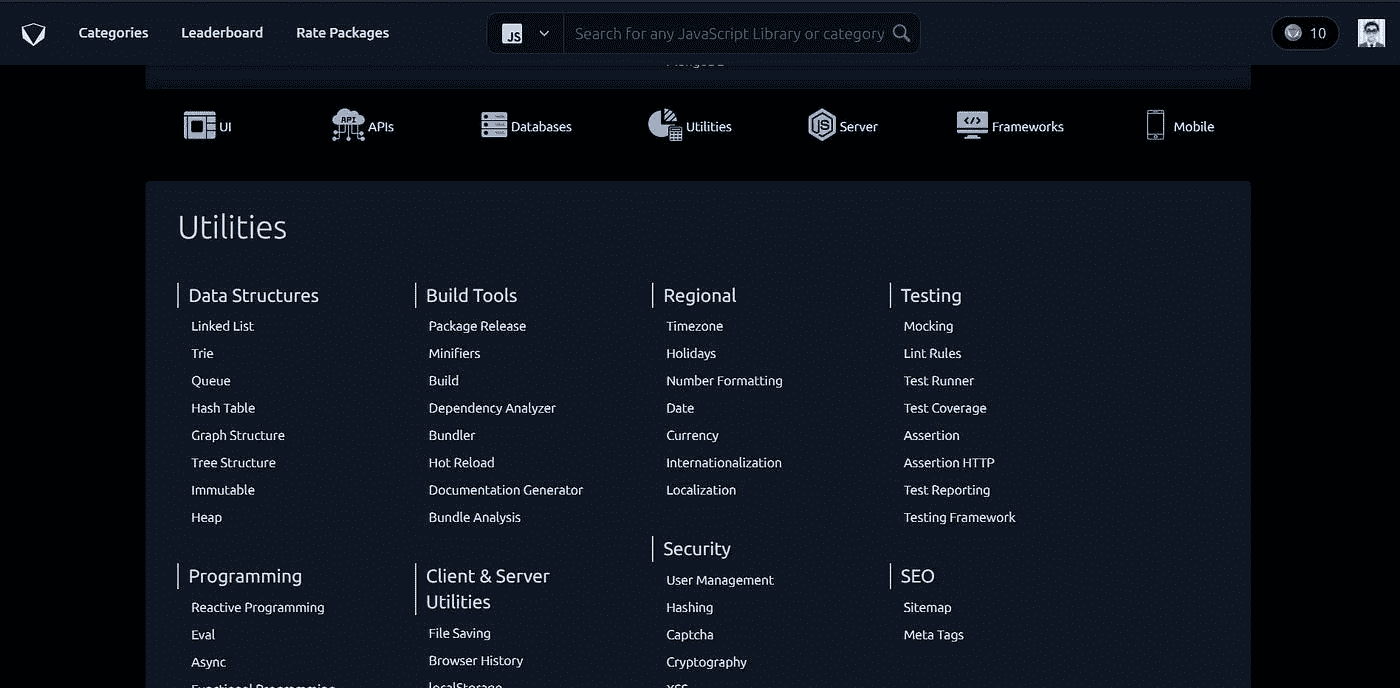 Categories
Leaderboard
Rate Packages
JS
Search for any JavaScript Library or category
10
UI
API
APIs
Databases
Utilities
JS
Server
</>
Frameworks
Mobile
Utilities
Data Structures
Linked List
Trie
Queue
Hash Table
Graph Structure
Tree Structure
Immutable
Heap
Programming
Reactive Programming
Eval
Async
Functional Programming
Build Tools
Package Release
Minifiers
Build
Dependency Analyzer
Bundler
Hot Reload
Documentation Generator
Bundle Analysis
Client & Server
Utilities
File Saving
Browser History
localStorage
Regional
Timezone
Holidays
Number Formatting
Date
Currency
Internationalization
Localization
Security
User Management
Hashing
Captcha
Cryptography
XSS
Testing
Mocking
Lint Rules
Test Runner
Test Coverage
Assertion
Assertion HTTP
Test Reporting
Testing Framework
SEO
Sitemap
Meta Tags